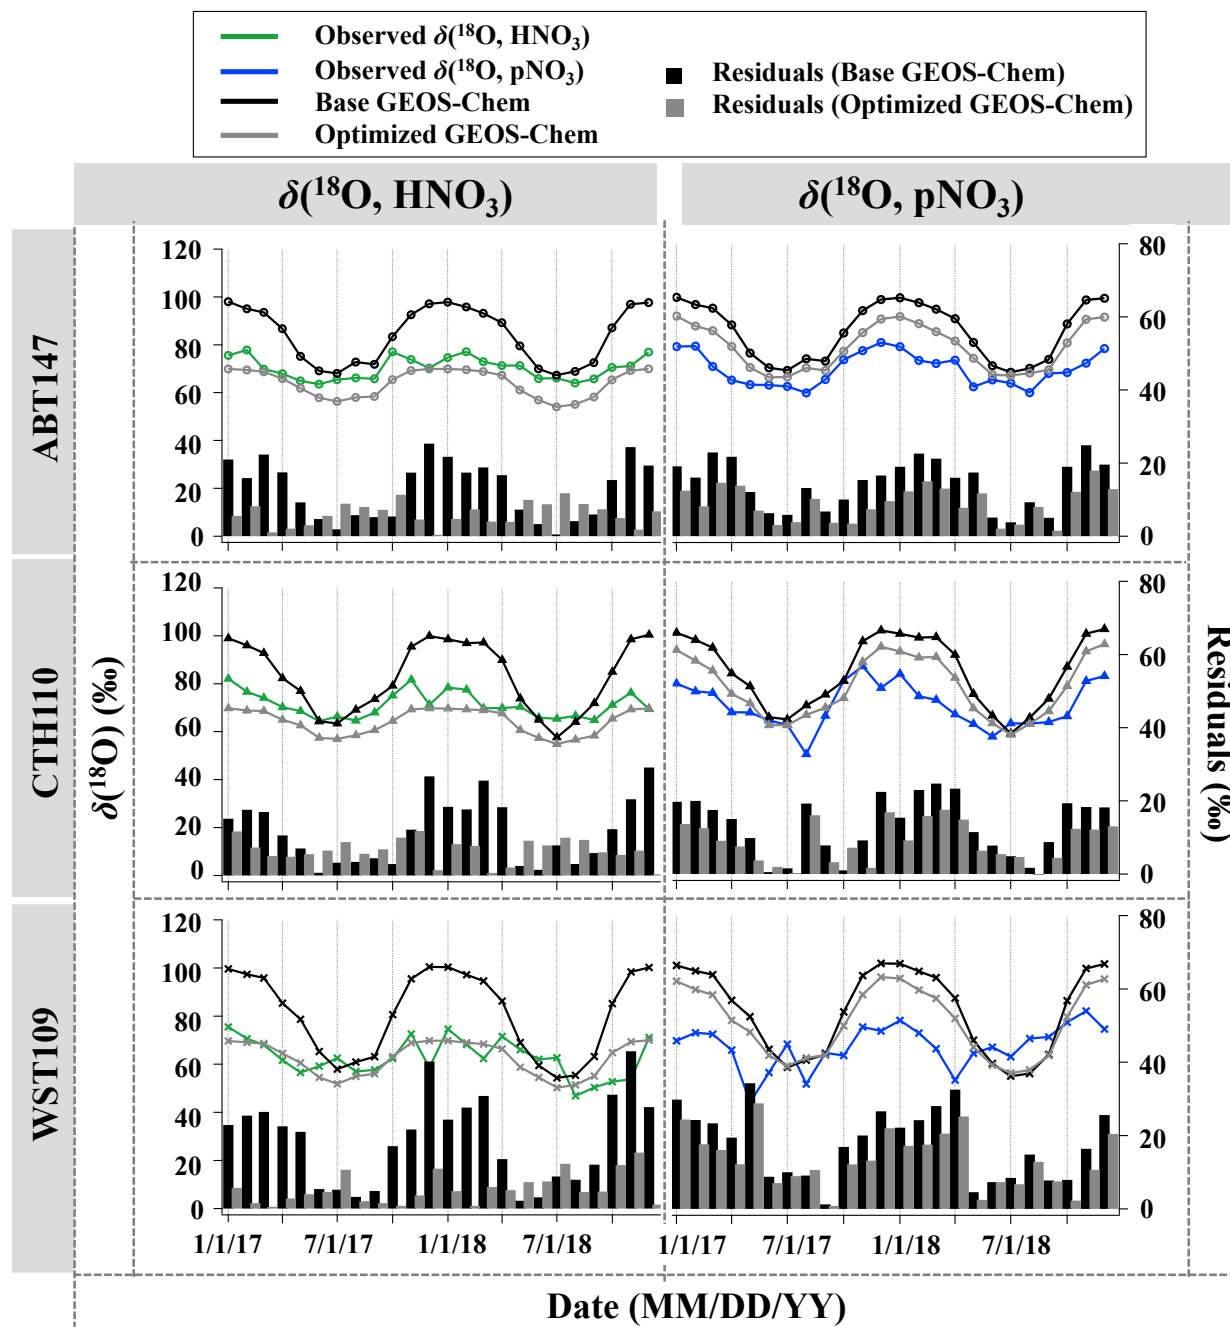 Observed δ(¹⁸O, HNO₃)
Observed δ(¹⁸O, pNO₃)
Base GEOS-Chem
Optimized GEOS-Chem
Residuals (Base GEOS-Chem)
Residuals (Optimized GEOS-Chem)
δ(¹⁸O, HNO₃)
δ(¹⁸O, pNO₃)
ABT147
120
100
80
60
40
20
0
80
60
40
20
0
CTH110
δ(¹⁸O) (‰)
120
100
80
60
40
20
0
80
60
40
20
0
Residuals (‰)
WST109
120
100
80
60
40
20
0
80
60
40
20
0
1/1/17 7/1/17 1/1/18 7/1/18
1/1/17 7/1/17 1/1/18 7/1/18
Date (MM/DD/YY)